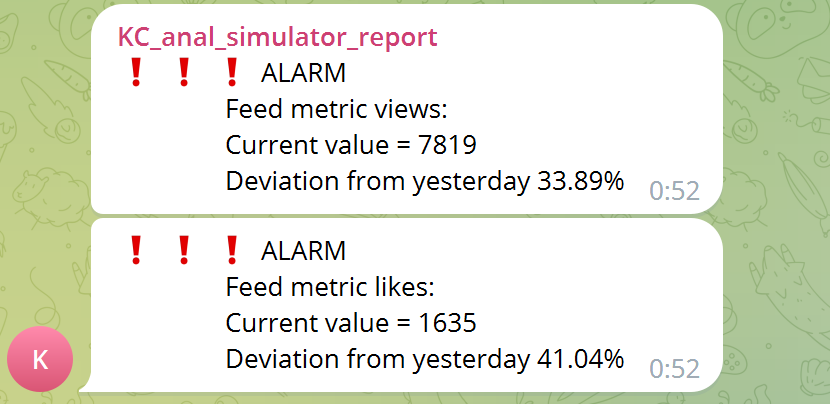 KC_anal_simulator_report
❗ ❗ ❗ ALARM
Feed metric views:
Current value = 7819
Deviation from yesterday 33.89%
0:52
❗ ❗ ❗ ALARM
Feed metric likes:
Current value = 1635
Deviation from yesterday 41.04%
0:52
K